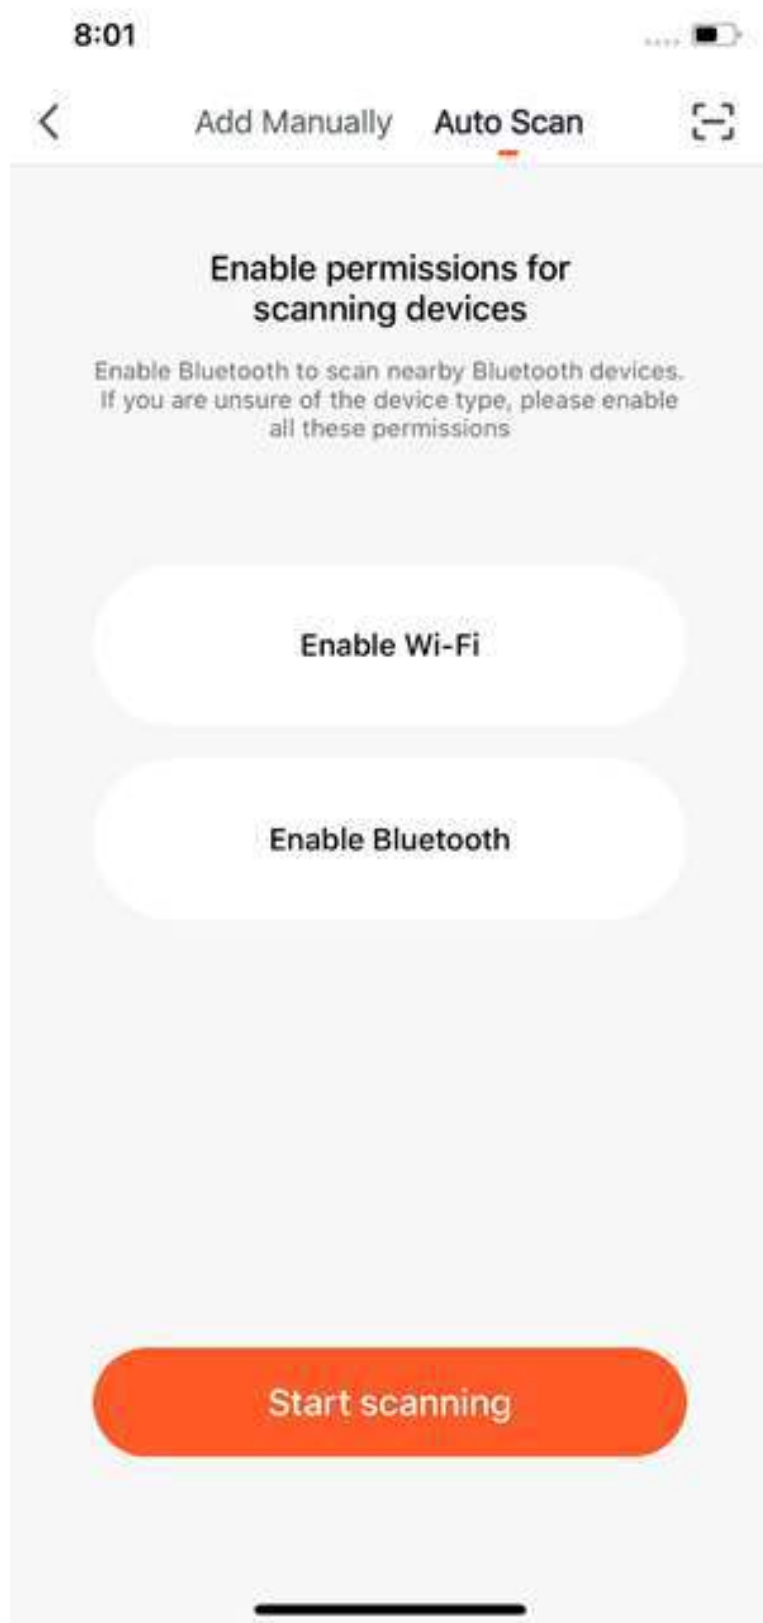 8:01
Add Manually Auto Scan
Enable permissions for
scanning devices
Enable Bluetooth to scan nearby Bluetooth devices.
If you are unsure of the device type, please enable
all these permissions
Enable Wi-Fi
Enable Bluetooth
Start scanning